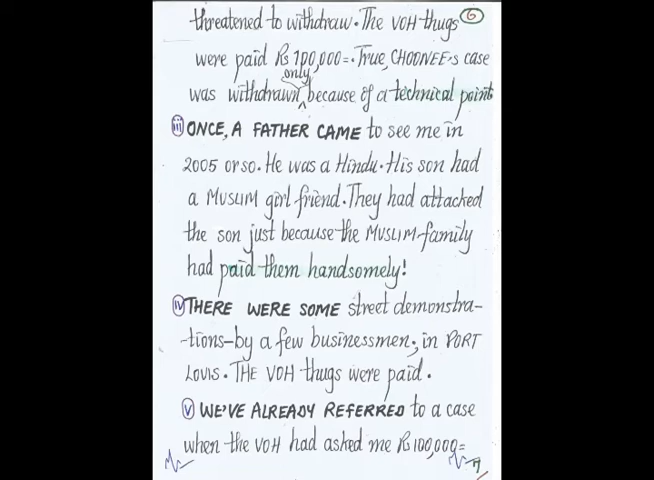 threatened to withdraw. The VOH thugs 6
were paid Rs 100,000=. True, CHOONEE's case
only
was withdrawn because of a technical point
iii ONCE, A FATHER CAME to see me in
2005 or so. He was a Hindu. His son had
a MUSLIM girl friend. They had attacked
the son just because the MUSLIM family
had paid them handsomely!
iv THERE WERE SOME street demonstra-
-tions-by a few businessmen; in PORT
LOUIS. THE VOH thugs were paid.
v WE'VE ALREADY REFERRED to a case
when the VOH had asked me Rs 100,000=